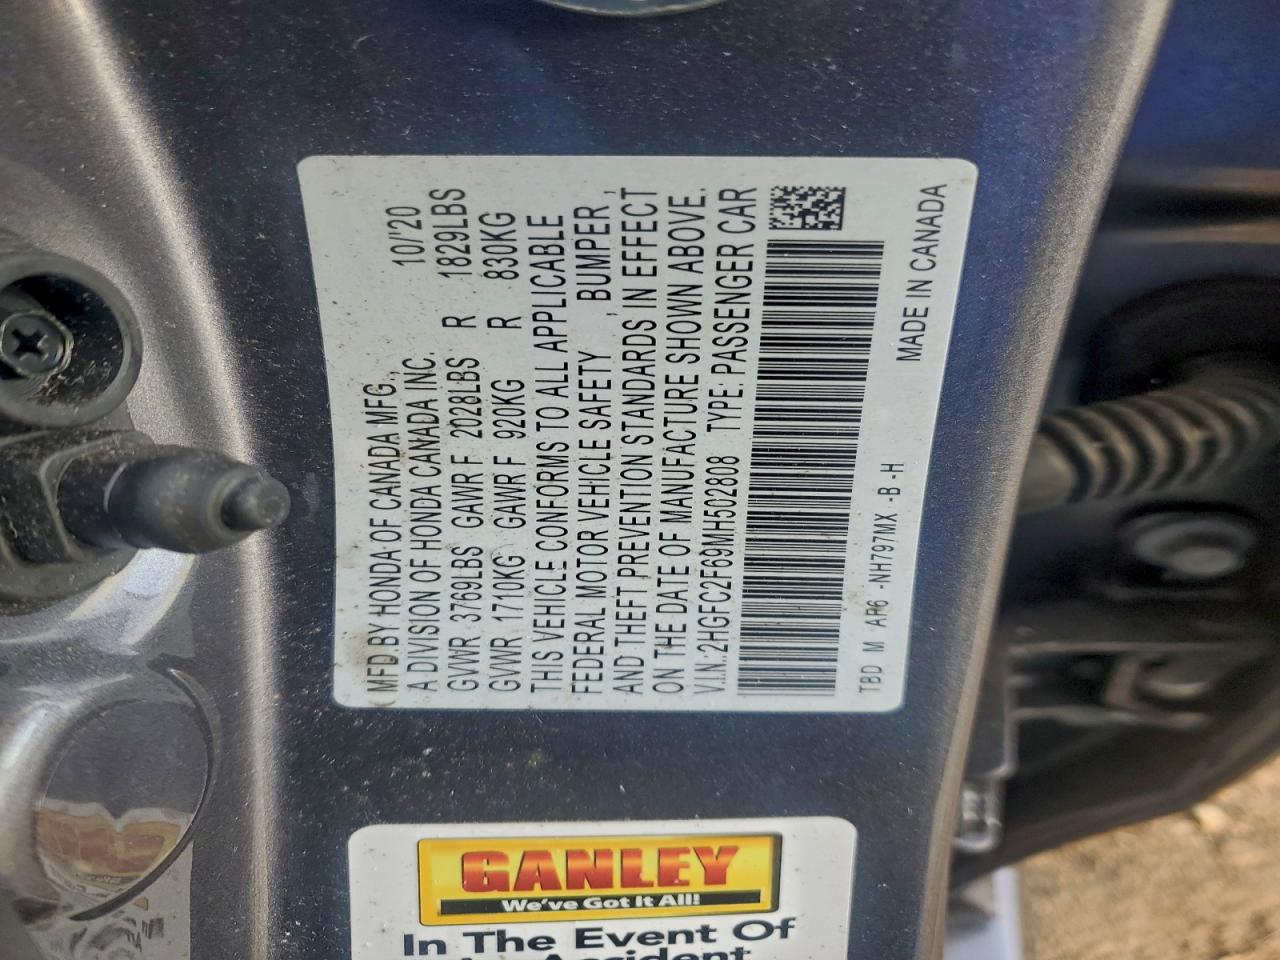 MFD.BY HONDA OF CANADA MFG.,
A DIVISION OF HONDA CANADA INC. 10/'20
GVWR 3769LBS GAWR F 2028LBS R 1829LBS
GVWR 1710KG GAWR F 920KG R 830KG
THIS VEHICLE CONFORMS TO ALL APPLICABLE
FEDERAL MOTOR VEHICLE SAFETY , BUMPER ,
AND THEFT PREVENTION STANDARDS IN EFFECT
ON THE DATE OF MANUFACTURE SHOWN ABOVE.
V.I.N.:2HGFC2F69MH502808 TYPE:PASSENGER CAR
TBD M AR6 -NH797MX -B -H MADE IN CANADA
GANLEY
We've Got It All!
In The Event Of
Accident